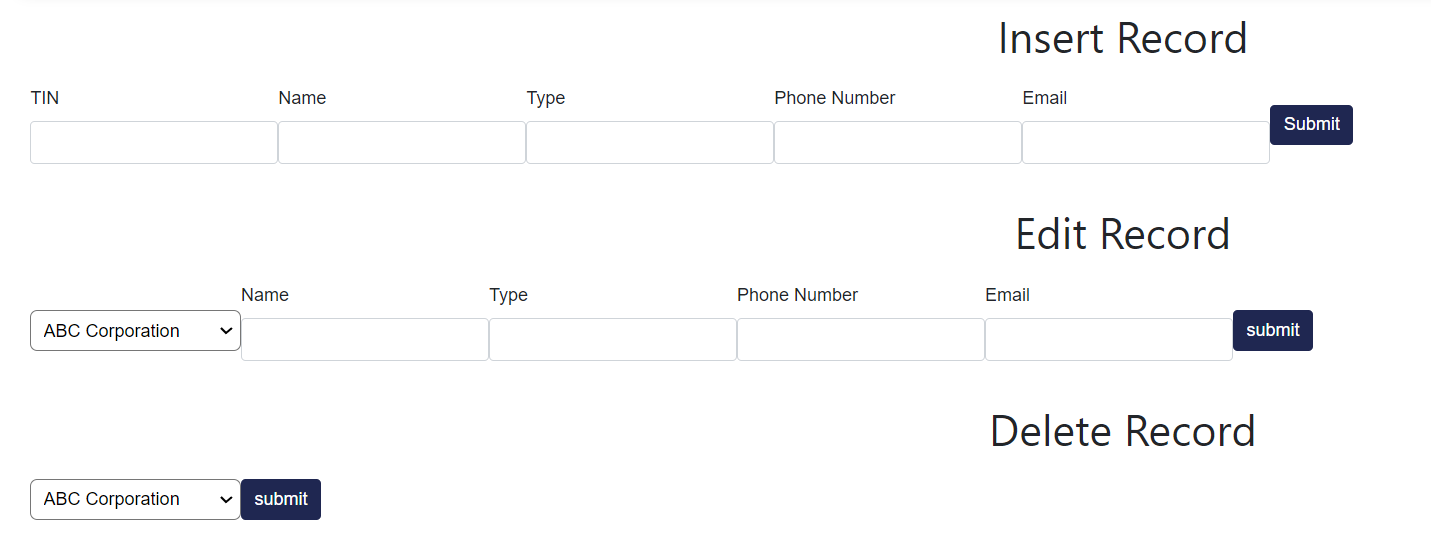 Insert Record
TIN Name Type Phone Number Email
Submit
Edit Record
Name Type Phone Number Email
ABC Corporation submit
Delete Record
ABC Corporation submit